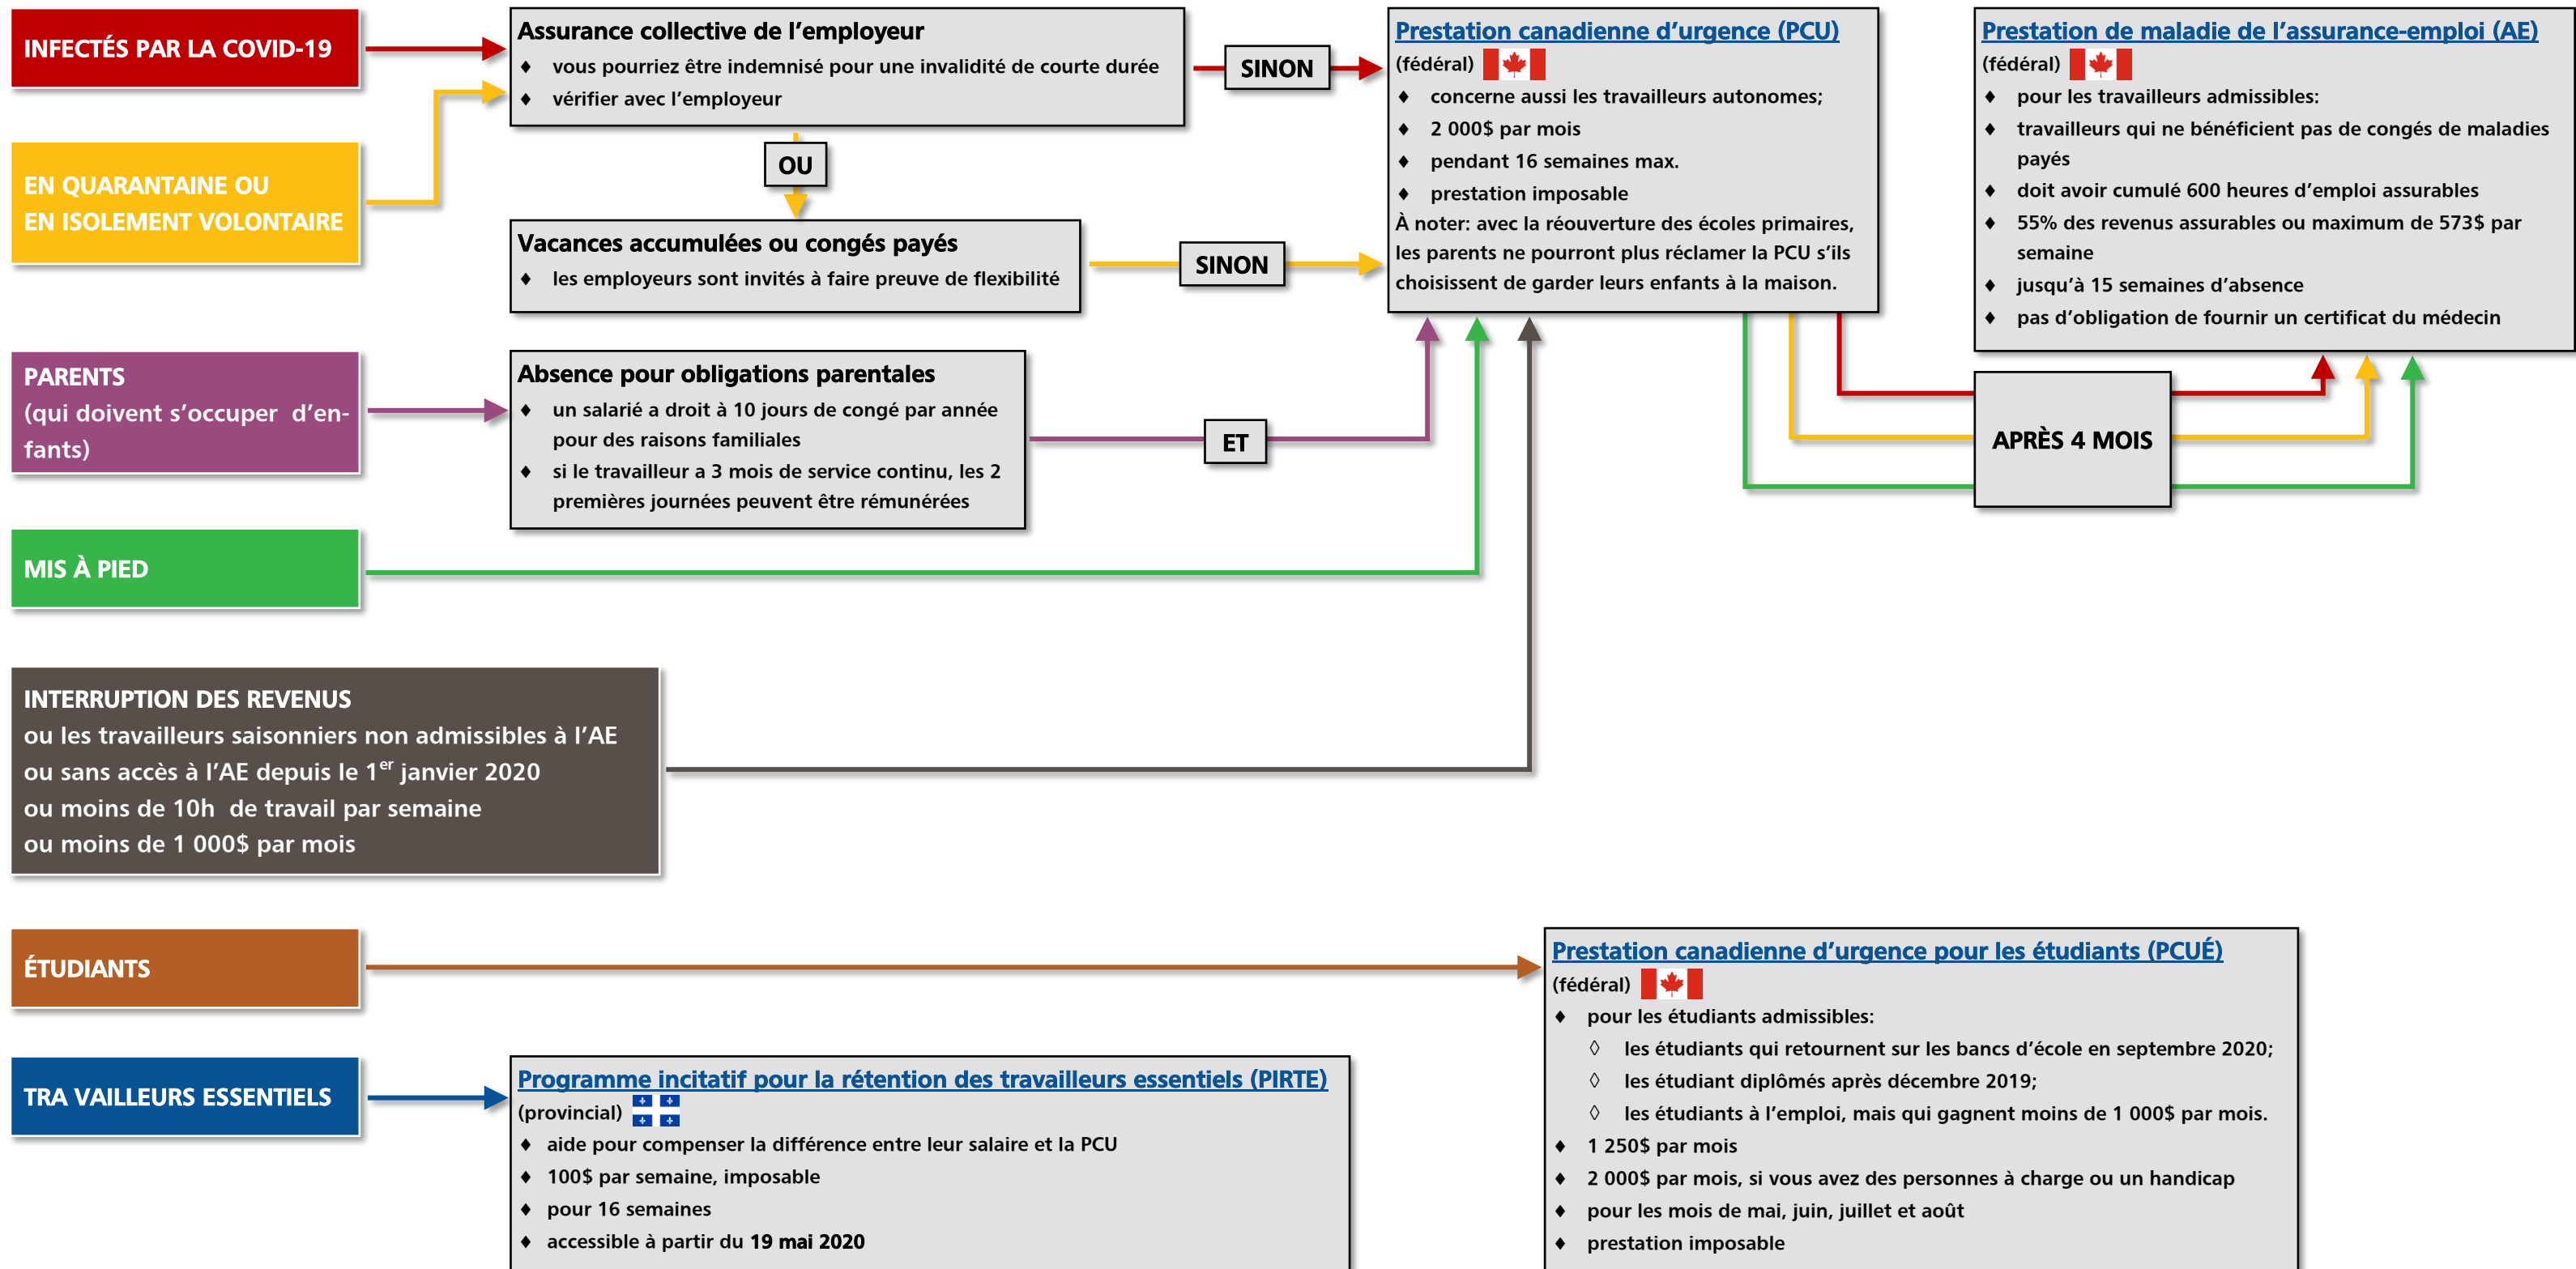 INFECTÉS PAR LA COVID-19
Assurance collective de l'employeur
♦ vous pourriez être indemnisé pour une invalidité de courte durée
♦ vérifier avec l'employeur
SINON
Prestation canadienne d'urgence (PCU)
(fédéral)
♦ concerne aussi les travailleurs autonomes;
♦ 2 000$ par mois
♦ pendant 16 semaines max.
♦ prestation imposable
À noter: avec la réouverture des écoles primaires,
les parents ne pourront plus réclamer la PCU s'ils
choisissent de garder leurs enfants à la maison.
Prestation de maladie de l'assurance-emploi (AE)
(fédéral)
♦ pour les travailleurs admissibles:
♦ travailleurs qui ne bénéficient pas de congés de maladies
payés
♦ doit avoir cumulé 600 heures d'emploi assurables
♦ 55% des revenus assurables ou maximum de 573$ par
semaine
♦ jusqu'à 15 semaines d'absence
♦ pas d'obligation de fournir un certificat du médecin
EN QUARANTAINE OU
EN ISOLEMENT VOLONTAIRE
OU
Vacances accumulées ou congés payés
♦ les employeurs sont invités à faire preuve de flexibilité
SINON
PARENTS
(qui doivent s'occuper  d'en-
fants)
Absence pour obligations parentales
♦ un salarié a droit à 10 jours de congé par année
pour des raisons familiales
♦ si le travailleur a 3 mois de service continu, les 2
premières journées peuvent être rémunérées
ET
APRÈS 4 MOIS
MIS À PIED
INTERRUPTION DES REVENUS
ou les travailleurs saisonniers non admissibles à l'AE
ou sans accès à l'AE depuis le 1er janvier 2020
ou moins de 10h  de travail par semaine
ou moins de 1 000$ par mois
ÉTUDIANTS
Prestation canadienne d'urgence pour les étudiants (PCUÉ)
(fédéral)
♦ pour les étudiants admissibles:
◊ les étudiants qui retournent sur les bancs d'école en septembre 2020;
◊ les étudiant diplômés après décembre 2019;
◊ les étudiants à l'emploi, mais qui gagnent moins de 1 000$ par mois.
♦ 1 250$ par mois
♦ 2 000$ par mois, si vous avez des personnes à charge ou un handicap
♦ pour les mois de mai, juin, juillet et août
♦ prestation imposable
TRA VAILLEURS ESSENTIELS
Programme incitatif pour la rétention des travailleurs essentiels (PIRTE)
(provincial)
♦ aide pour compenser la différence entre leur salaire et la PCU
♦ 100$ par semaine, imposable
♦ pour 16 semaines
♦ accessible à partir du 19 mai 2020